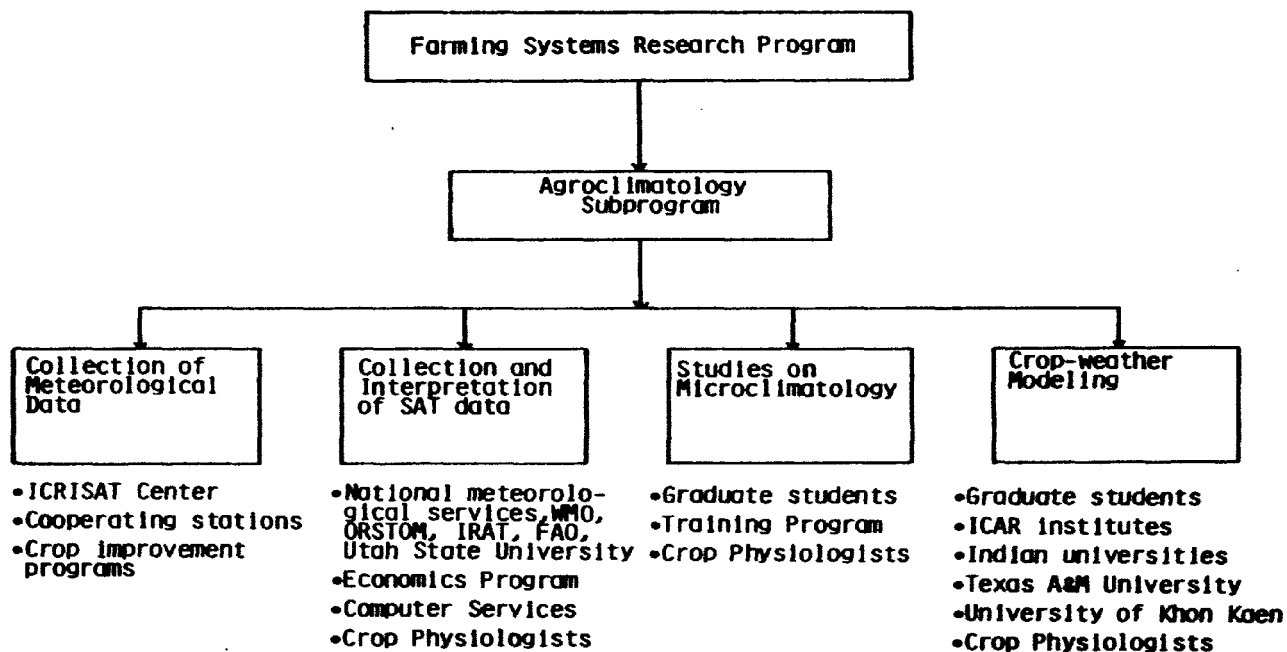 Farming Systems Research Program
Agroclimatology
Subprogram
Collection of
Meteorological
Data
Collection and
Interpretation
of SAT data
Studies on
Microclimatology
Crop-weather
Modeling
•ICRISAT Center
•Cooperating stations
•Crop improvement
programs
•National meteorolo-
gical services,WMO,
ORSTOM, IRAT, FAO,
Utah State University
•Economics Program
•Computer Services
•Crop Physiologists
•Graduate students
•Training Program
•Crop Physiologists
•Graduate students
•ICAR institutes
•Indian universities
•Texas A&M University
•University of Khon Kaen
•Crop Physiologists